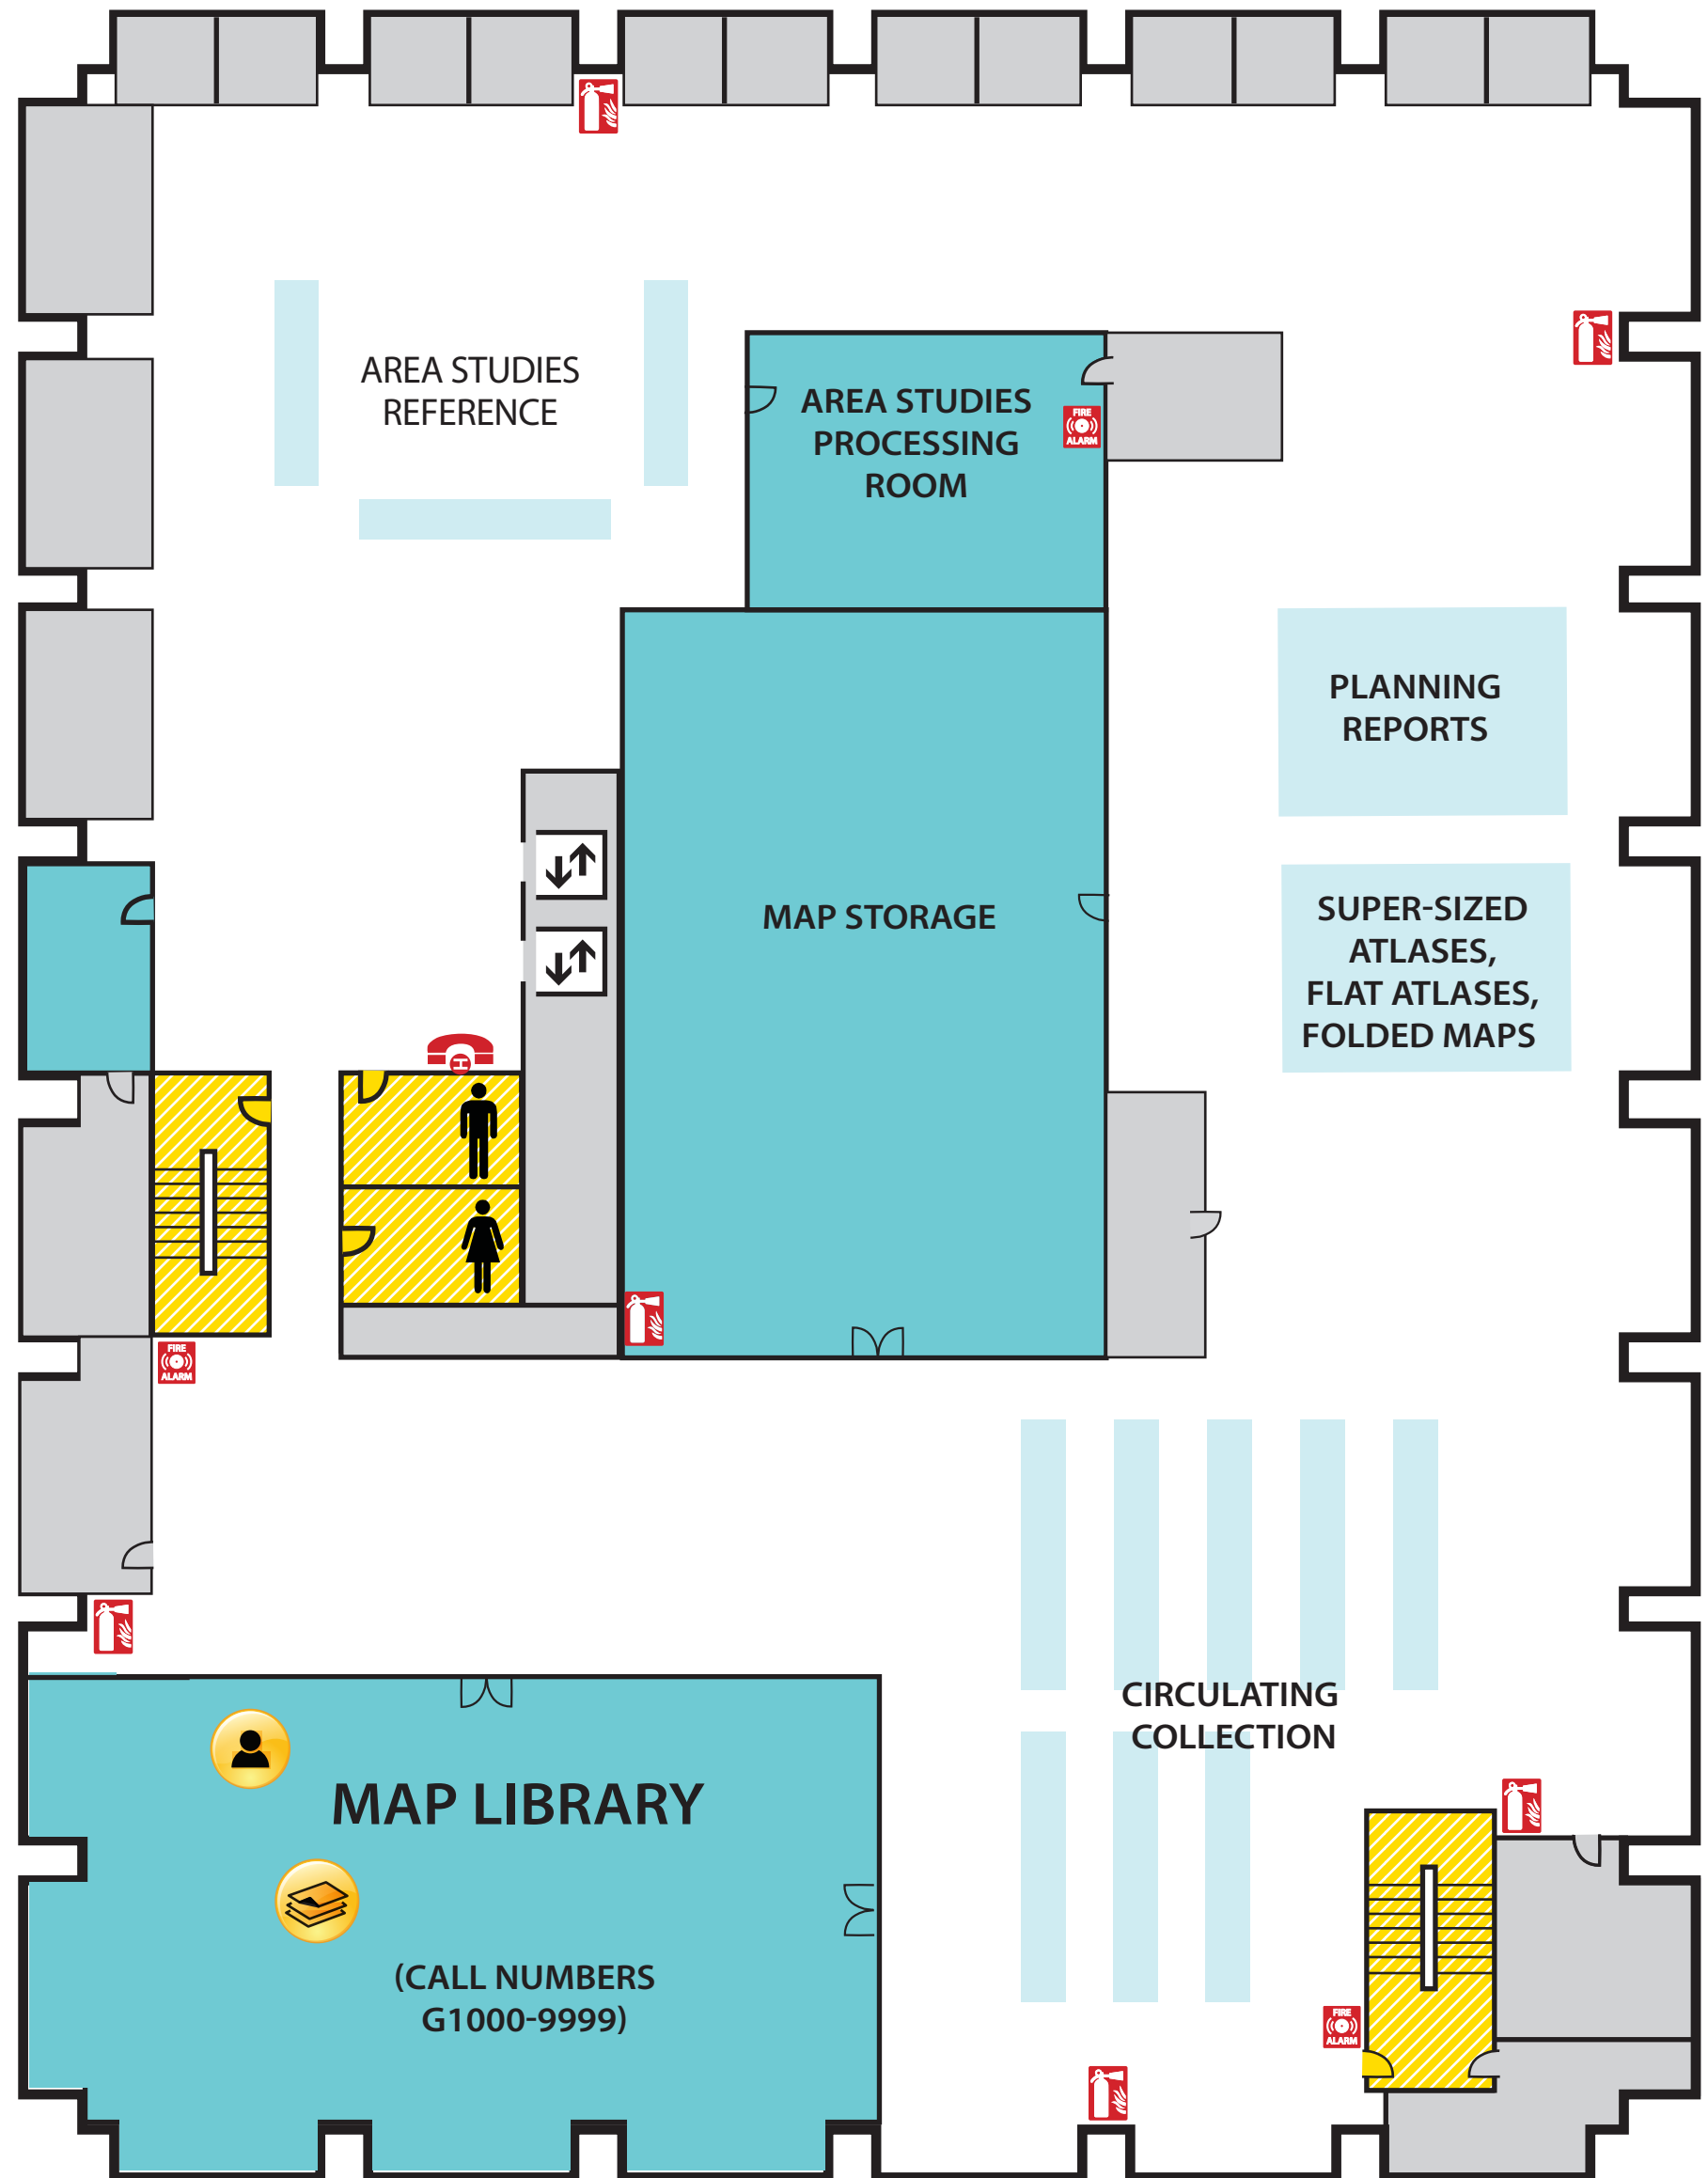 AREA STUDIES
REFERENCE
AREA STUDIES
PROCESSING
ROOM
FIRE
ALARM
PLANNING
REPORTS
MAP STORAGE
SUPER-SIZED
ATLASES,
FLAT ATLASES,
FOLDED MAPS
H
FIRE
ALARM
CIRCULATING
COLLECTION
MAP LIBRARY
(CALL NUMBERS
G1000-9999)
FIRE
ALARM